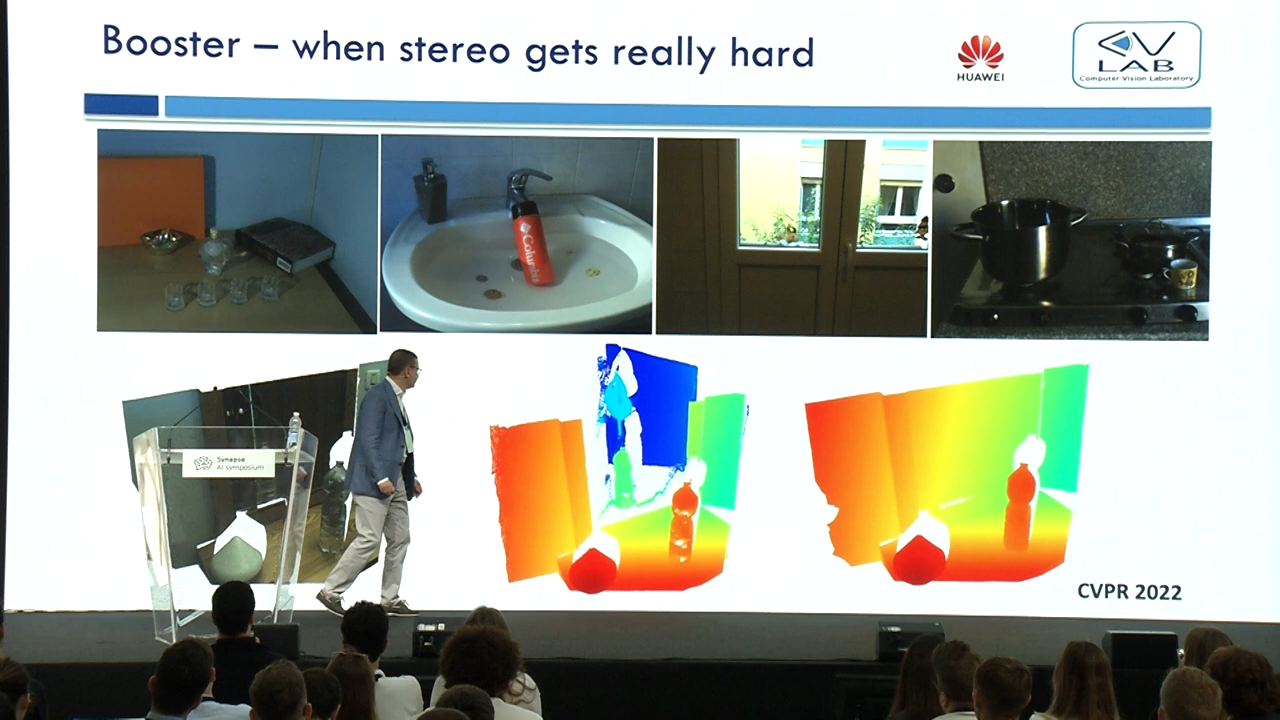 Booster – when stereo gets really hard
HUAWEI
CV
LAB
Computer Vision Laboratory
Columbia
Synapse
AI symposium
CVPR 2022